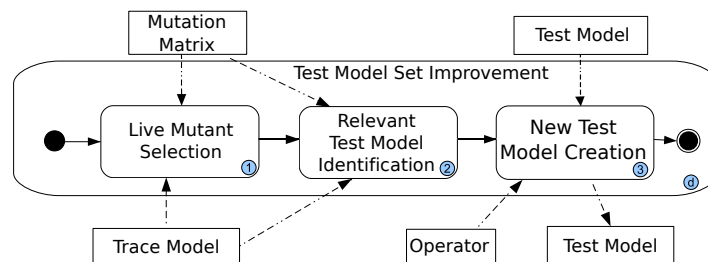 Mutation
Matrix
Test Model
Test Model Set Improvement
Live Mutant
Selection
1
Relevant
Test Model
Identification
2
New Test
Model Creation
3
d
Trace Model
Operator
Test Model